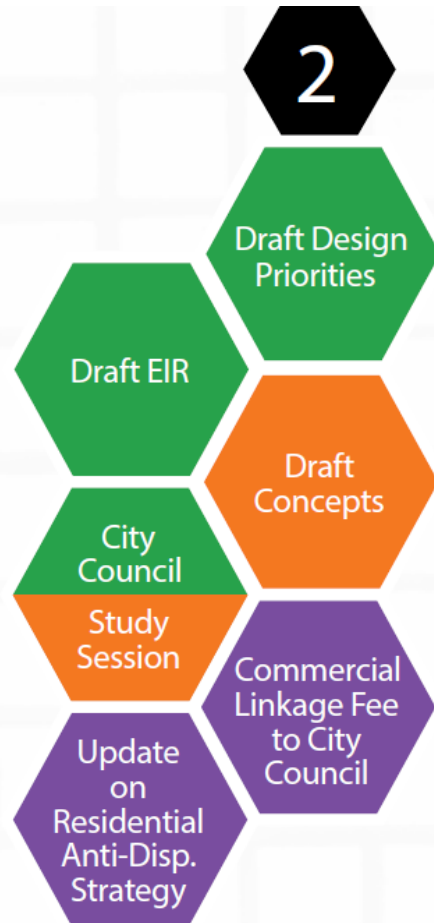 2
Draft Design
Priorities
Draft EIR
Draft
Concepts
City
Council
Study
Session
Commercial
Linkage Fee
to City
Council
Update
on
Residential
Anti-Disp.
Strategy